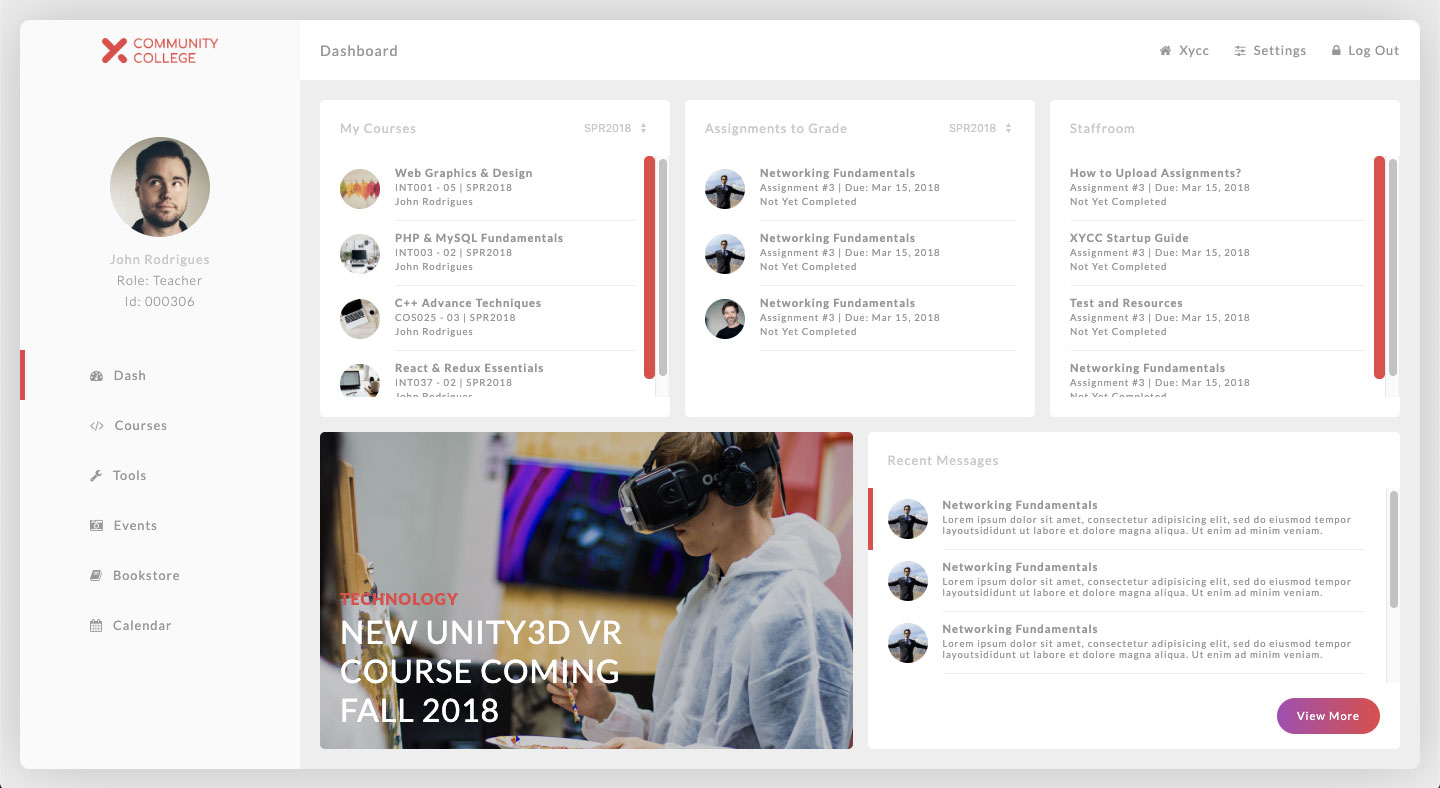 COMMUNITY
COLLEGE
John Rodrigues
Role: Teacher
Id: 000306
Dash
Courses
Tools
Events
Bookstore
Calendar
Dashboard
Xycc
Settings
Log Out
My Courses
SPR2018
Web Graphics & Design
INT001 - 05 | SPR2018
John Rodrigues
PHP & MySQL Fundamentals
INT003 - 02 | SPR2018
John Rodrigues
C++ Advance Techniques
COS025 - 03 | SPR2018
John Rodrigues
React & Redux Essentials
INT037 - 02 | SPR2018
John Rodrigues
Assignments to Grade
SPR2018
Networking Fundamentals
Assignment #3 | Due: Mar 15, 2018
Not Yet Completed
Networking Fundamentals
Assignment #3 | Due: Mar 15, 2018
Not Yet Completed
Networking Fundamentals
Assignment #3 | Due: Mar 15, 2018
Not Yet Completed
Staffroom
How to Upload Assignments?
Assignment #3 | Due: Mar 15, 2018
Not Yet Completed
XYCC Startup Guide
Assignment #3 | Due: Mar 15, 2018
Not Yet Completed
Test and Resources
Assignment #3 | Due: Mar 15, 2018
Not Yet Completed
Networking Fundamentals
Assignment #3 | Due: Mar 15, 2018
Not Yet Completed
TECHNOLOGY
NEW UNITY3D VR
COURSE COMING
FALL 2018
Recent Messages
Networking Fundamentals
Lorem ipsum dolor sit amet, consectetur adipisicing elit, sed do eiusmod tempor
layoutsididunt ut labore et dolore magna aliqua. Ut enim ad minim veniam.
Networking Fundamentals
Lorem ipsum dolor sit amet, consectetur adipisicing elit, sed do eiusmod tempor
layoutsididunt ut labore et dolore magna aliqua. Ut enim ad minim veniam.
Networking Fundamentals
Lorem ipsum dolor sit amet, consectetur adipisicing elit, sed do eiusmod tempor
layoutsididunt ut labore et dolore magna aliqua. Ut enim ad minim veniam.
View More